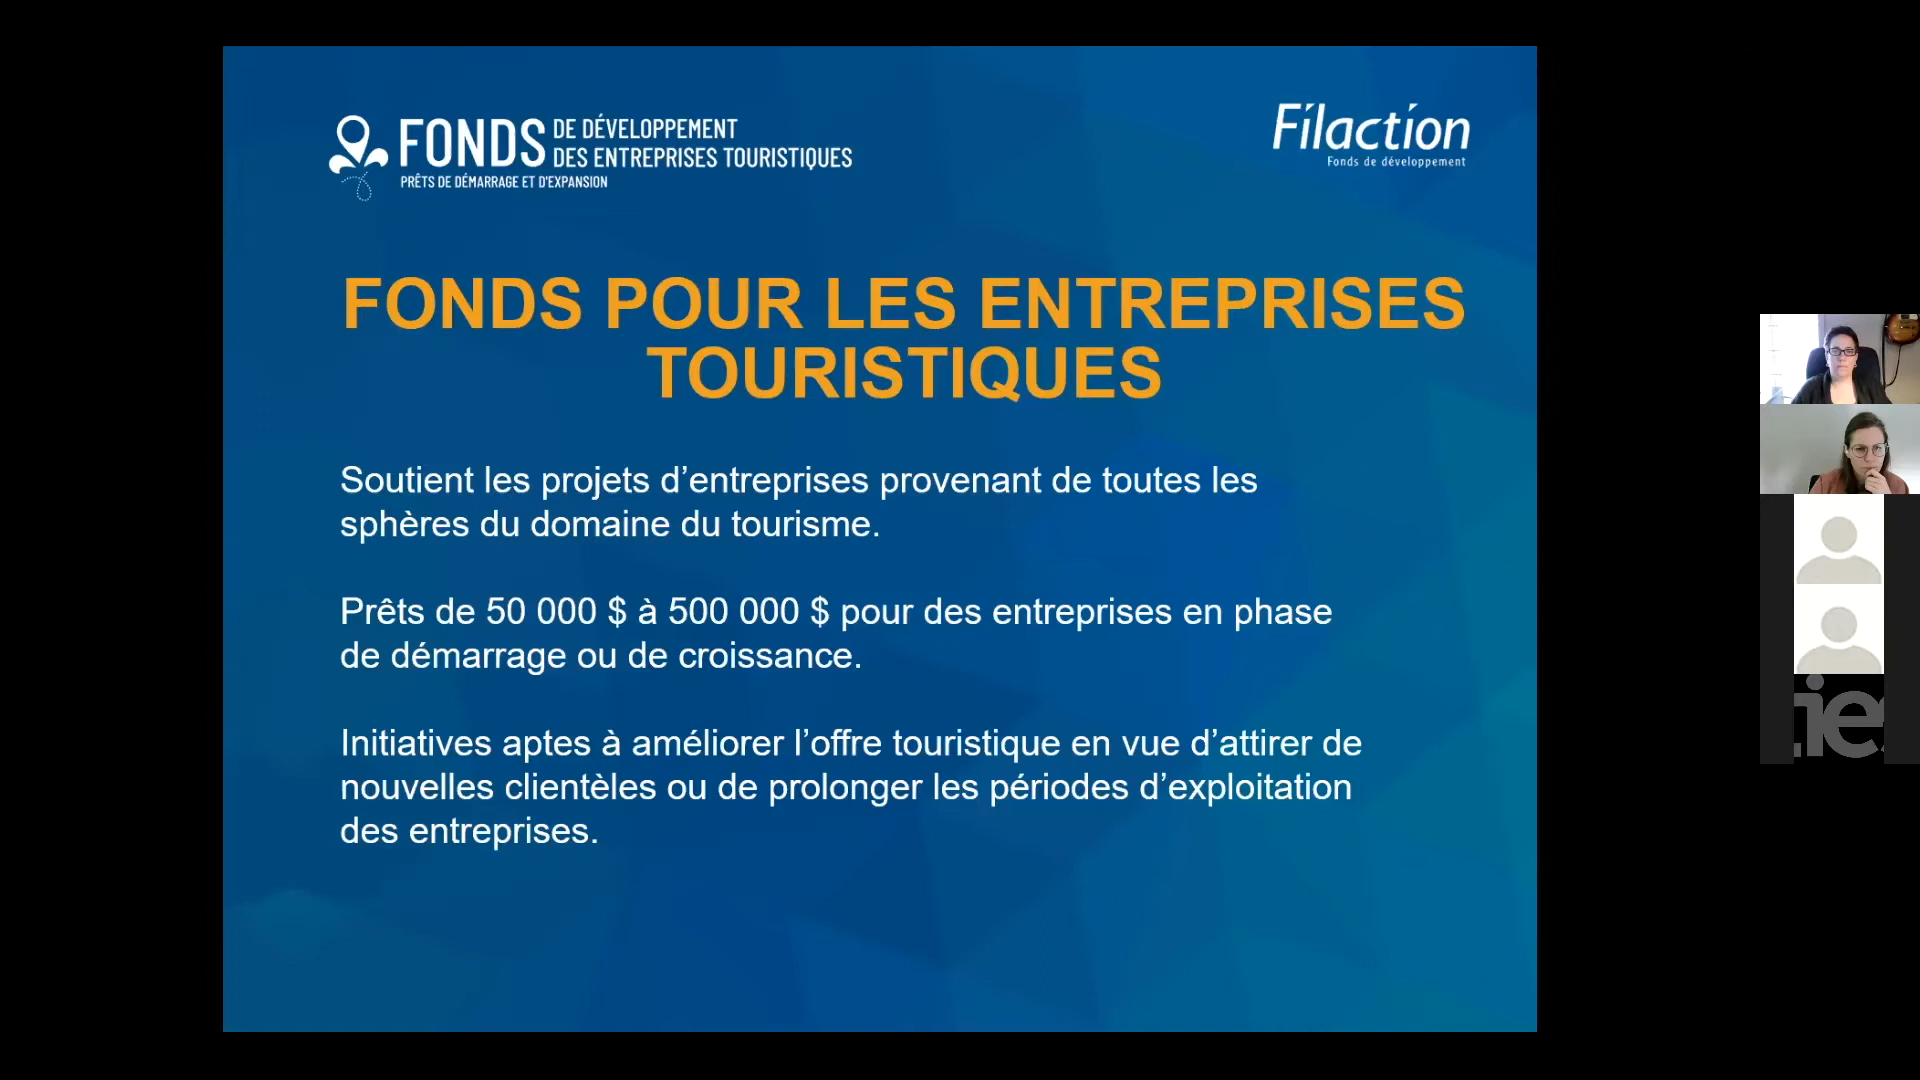 FONDS DE DÉVELOPPEMENT
DES ENTREPRISES TOURISTIQUES
PRÊTS DE DÉMARRAGE ET D'EXPANSION
Filaction
Fonds de développement
FONDS POUR LES ENTREPRISES
TOURISTIQUES
Soutient les projets d’entreprises provenant de toutes les
sphères du domaine du tourisme.
Prêts de 50 000 $ à 500 000 $ pour des entreprises en phase
de démarrage ou de croissance.
Initiatives aptes à améliorer l’offre touristique en vue d’attirer de
nouvelles clientèles ou de prolonger les périodes d’exploitation
des entreprises.